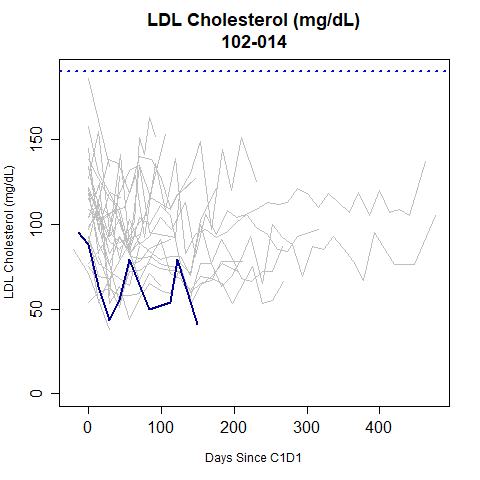 LDL Cholesterol (mg/dL)
102-014
LDL Cholesterol (mg/dL)
150
100
50
0
0 100 200 300 400
Days Since C1D1